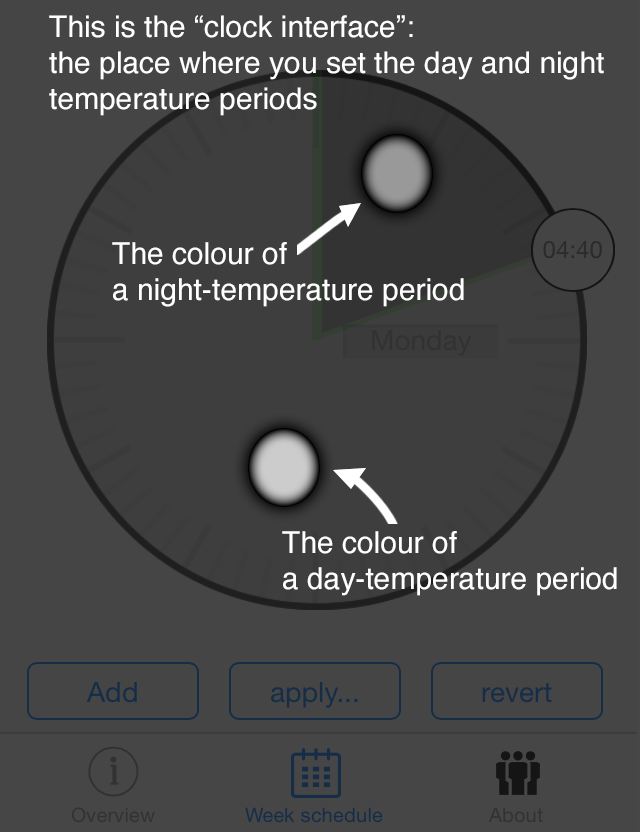 This is the “clock interface”:
the place where you set the day and night
temperature periods
04:40
The colour of
a night-temperature period
Monday
The colour of
a day-temperature period
Add
apply...
revert
Overview
Week schedule
About